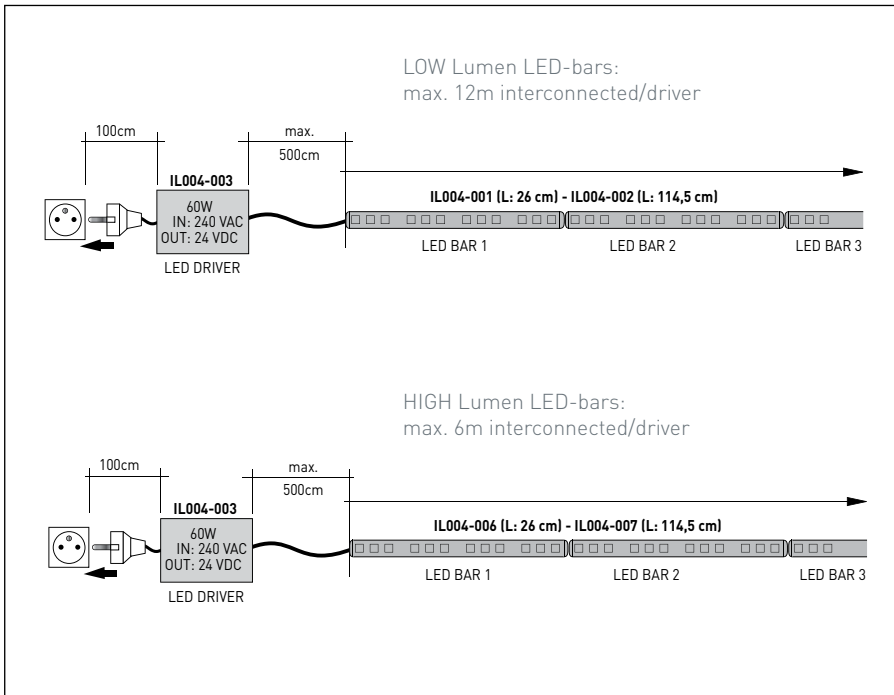 LOW Lumen LED-bars:
max. 12m interconnected/driver
100cm
max.
500cm
IL004-003
60W
IN: 240 VAC
OUT: 24 VDC
LED DRIVER
IL004-001 (L: 26 cm) - IL004-002 (L: 114,5 cm)
LED BAR 1
LED BAR 2
LED BAR 3
HIGH Lumen LED-bars:
max. 6m interconnected/driver
100cm
max.
500cm
IL004-003
60W
IN: 240 VAC
OUT: 24 VDC
LED DRIVER
IL004-006 (L: 26 cm) - IL004-007 (L: 114,5 cm)
LED BAR 1
LED BAR 2
LED BAR 3